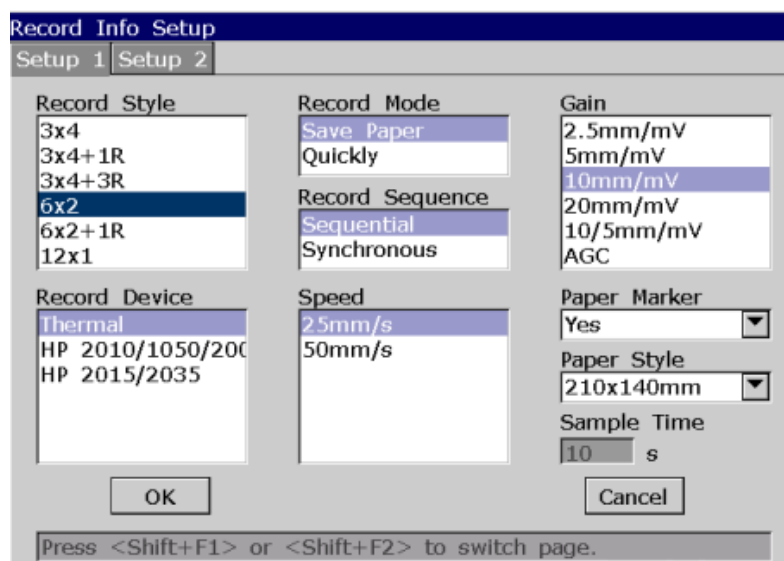 Record Info Setup
Setup 1 Setup 2
Record Style
3x4
3x4+1R
3x4+3R
6x2
6x2+1R
12x1
Record Mode
Save Paper
Quickly
Record Sequence
Sequential
Synchronous
Gain
2.5mm/mV
5mm/mV
10mm/mV
20mm/mV
10/5mm/mV
AGC
Record Device
Thermal
HP 2010/1050/200
HP 2015/2035
Speed
25mm/s
50mm/s
Paper Marker
Yes
Paper Style
210x140mm
Sample Time
10 s
OK
Cancel
Press <Shift+F1> or <Shift+F2> to switch page.